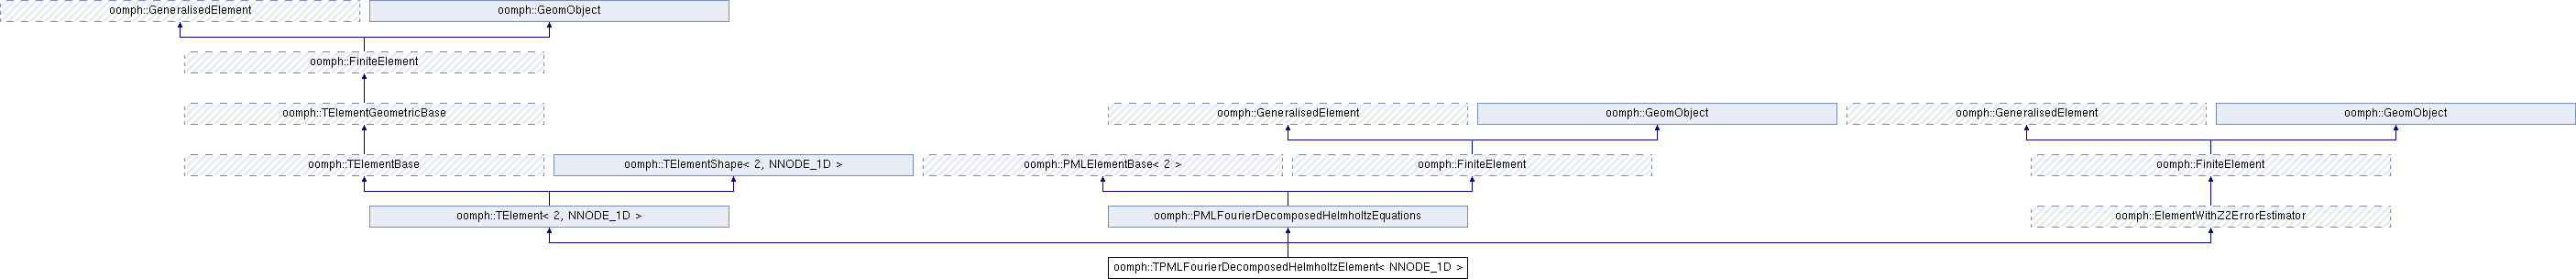 oomph::GeneralisedElement
oomph::GeomObject
oomph::FiniteElement
oomph::TElementGeometricBase
oomph::GeneralisedElement
oomph::GeomObject
oomph::GeneralisedElement
oomph::GeomObject
oomph::TElementBase
oomph::TElementShape< 2, NNODE_1D >
oomph::PMLElementBase< 2 >
oomph::FiniteElement
oomph::FiniteElement
oomph::TElement< 2, NNODE_1D >
oomph::PMLFourierDecomposedHelmholtzEquations
oomph::ElementWithZ2ErrorEstimator
oomph::TPMLFourierDecomposedHelmholtzElement< NNODE_1D >